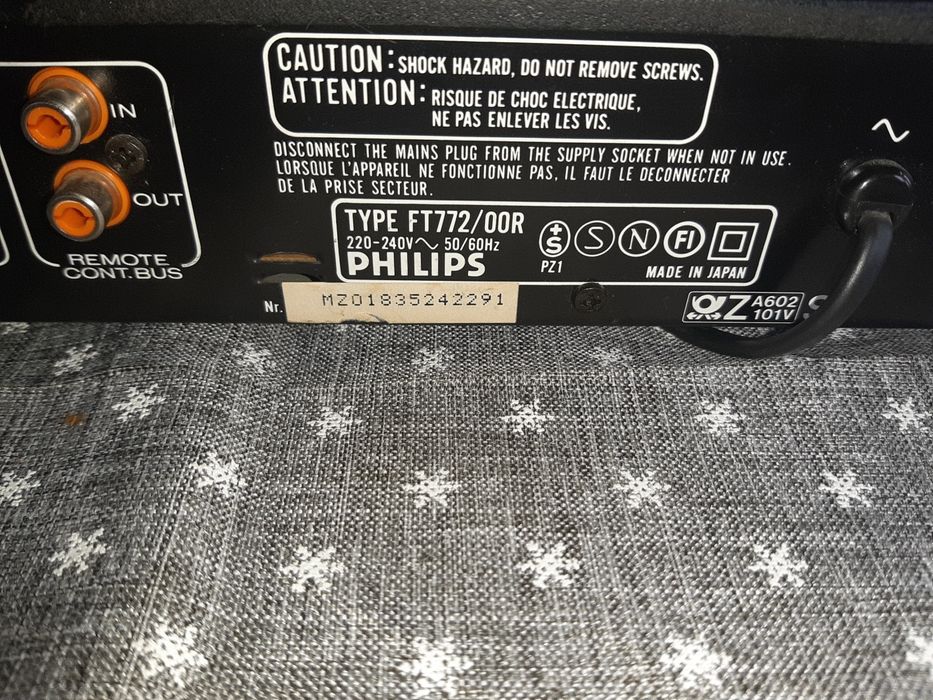 IN
OUT
REMOTE
CONT.BUS
CAUTION: SHOCK HAZARD, DO NOT REMOVE SCREWS.
ATTENTION: RISQUE DE CHOC ELECTRIQUE,
NE PAS ENLEVER LES VIS.
DISCONNECT THE MAINS PLUG FROM THE SUPPLY SOCKET WHEN NOT IN USE.
LORSQUE L'APPAREIL NE FONCTIONNE PAS, IL FAUT LE DECONNECTER
DE LA PRISE SECTEUR.
TYPE FT772/00R
220-240V~ 50/60Hz
PHILIPS
+S S N FI
PZ1
MADE IN JAPAN
Nr. MZ01835242291
Z A602
101V S
~